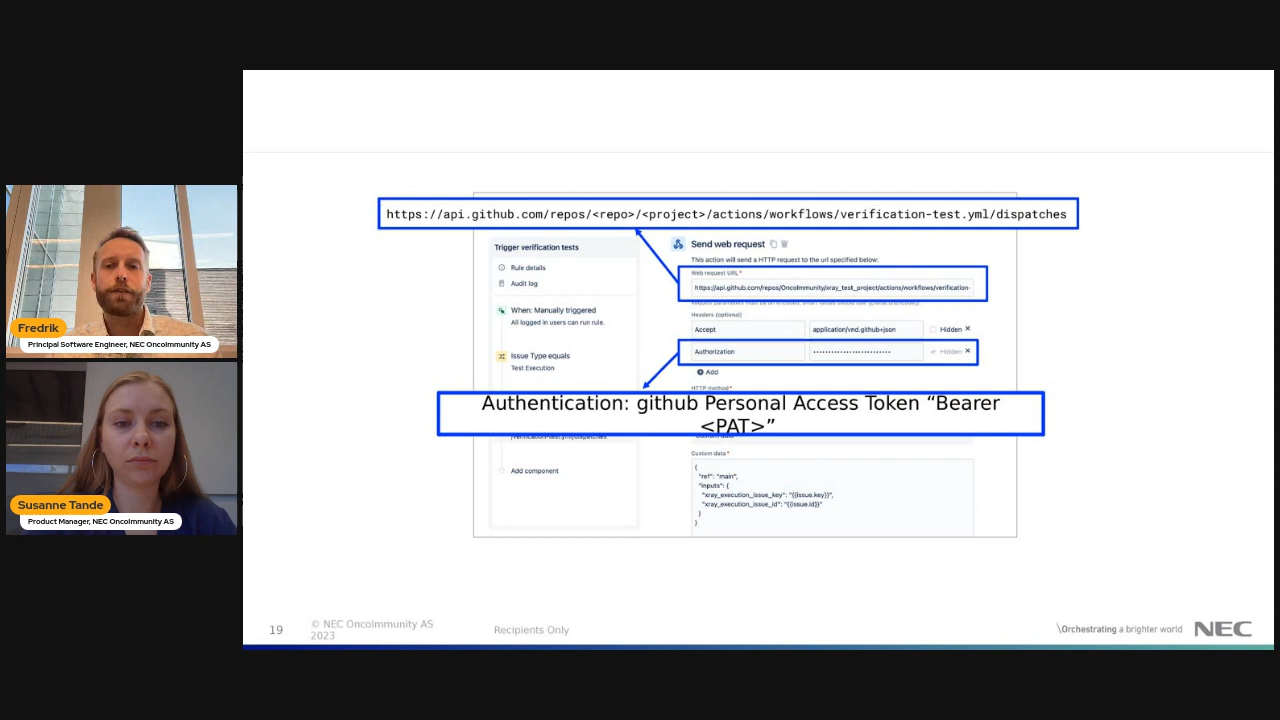 https://api.github.com/repos/<repo>/<project>/actions/workflows/verification-test.yml/dispatches
Trigger verification tests
Rule details
Audit log
When: Manually triggered
All logged in users can run rule.
Issue Type equals
Test Execution
/verification-test.yml/dispatches
Add component
Send web request
This action will send a HTTP request to the url specified below:
Web request URL*
https://api.github.com/repos/OncoImmunity/xray_test_project/actions/workflows/verification-
Headers (optional)
Accept application/vnd.github+json Hidden ×
Authorization •••••••••••••••••••••••• Hidden ×
Add
HTTP method*
Authentication: github Personal Access Token “Bearer
<PAT>”
Custom data
Custom data*
{
"ref": "main",
"inputs": {
"xray_execution_issue_key": "{{issue.key}}",
"xray_execution_issue_id": "{{issue.id}}"
}
}
Fredrik
Principal Software Engineer, NEC OncoImmunity AS
Susanne Tande
Product Manager, NEC OncoImmunity AS
19
© NEC OncoImmunity AS
2023
Recipients Only
\Orchestrating a brighter world
NEC